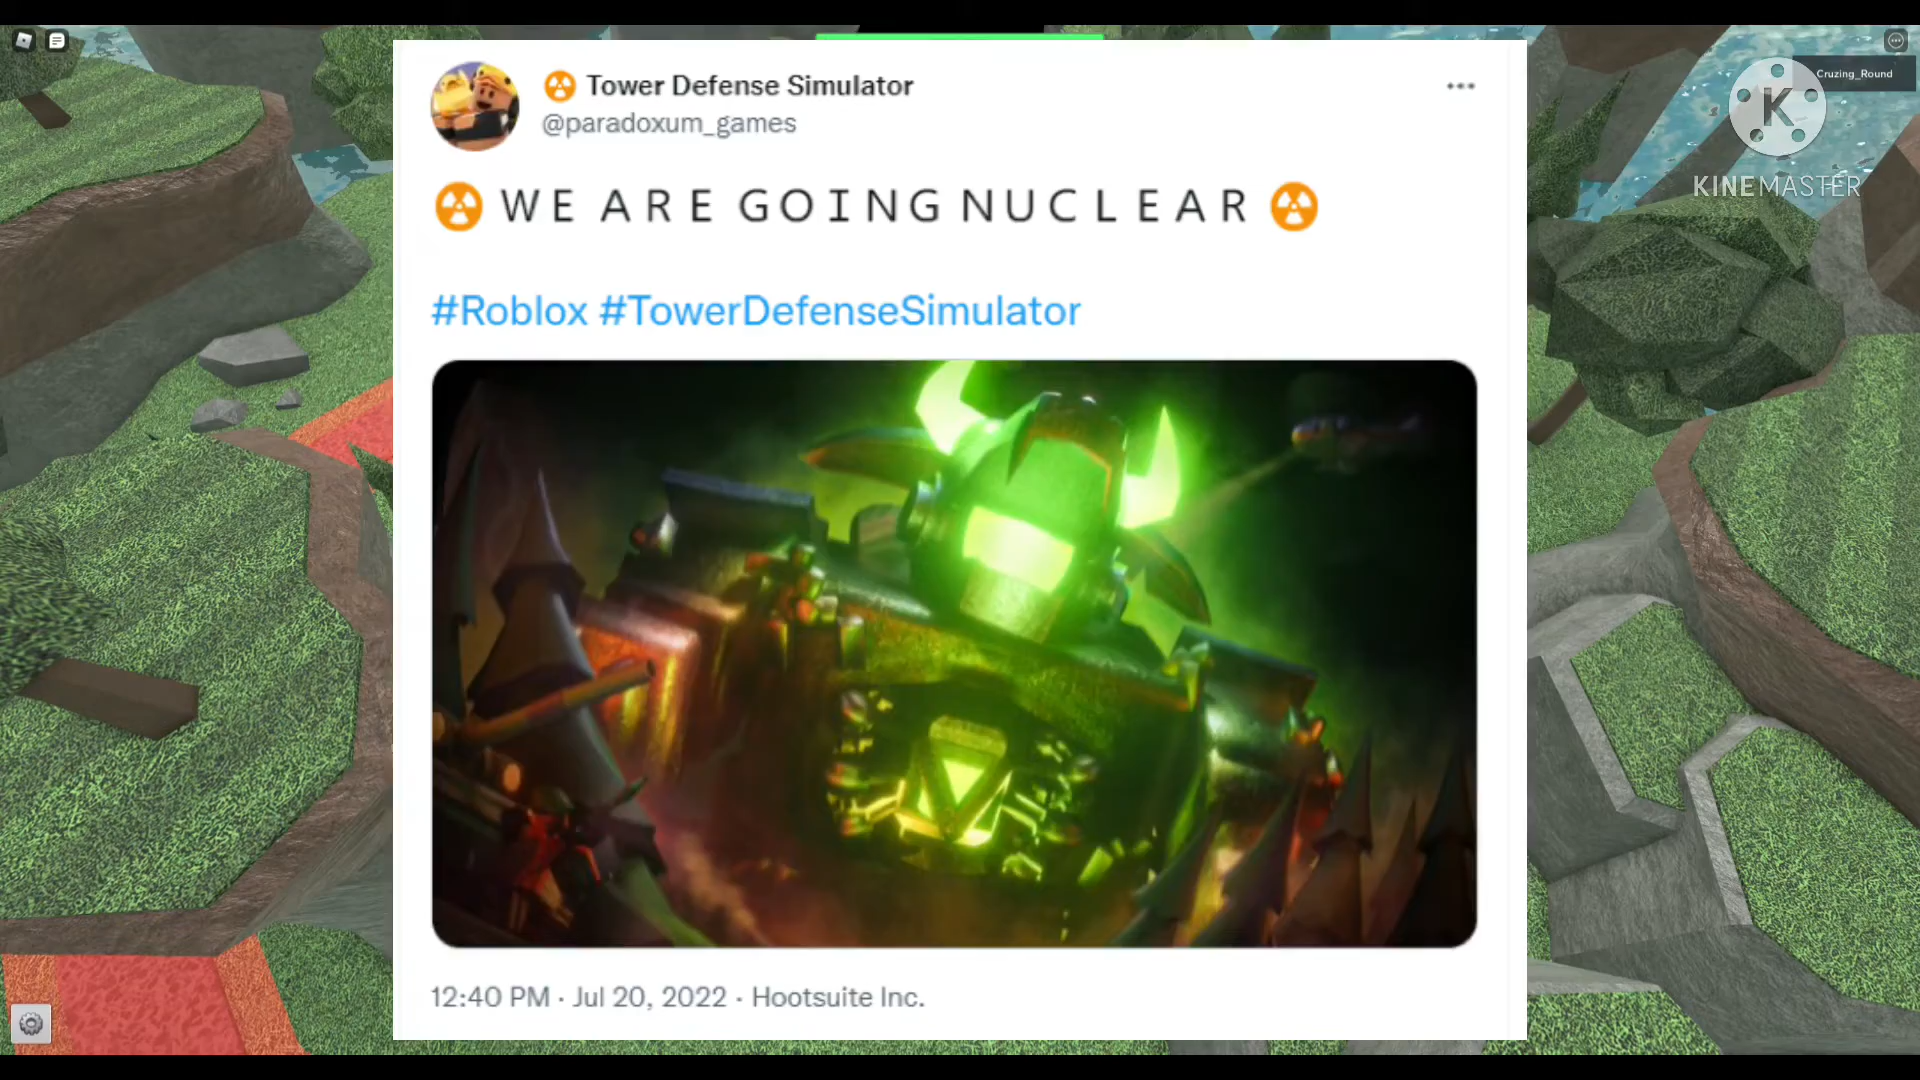 ☢ Tower Defense Simulator
@paradoxum_games
☢ WE ARE GOING NUCLEAR ☢
#Roblox #TowerDefenseSimulator
12:40 PM · Jul 20, 2022 · Hootsuite Inc.
Cruzing_Round
K
KINEMASTER